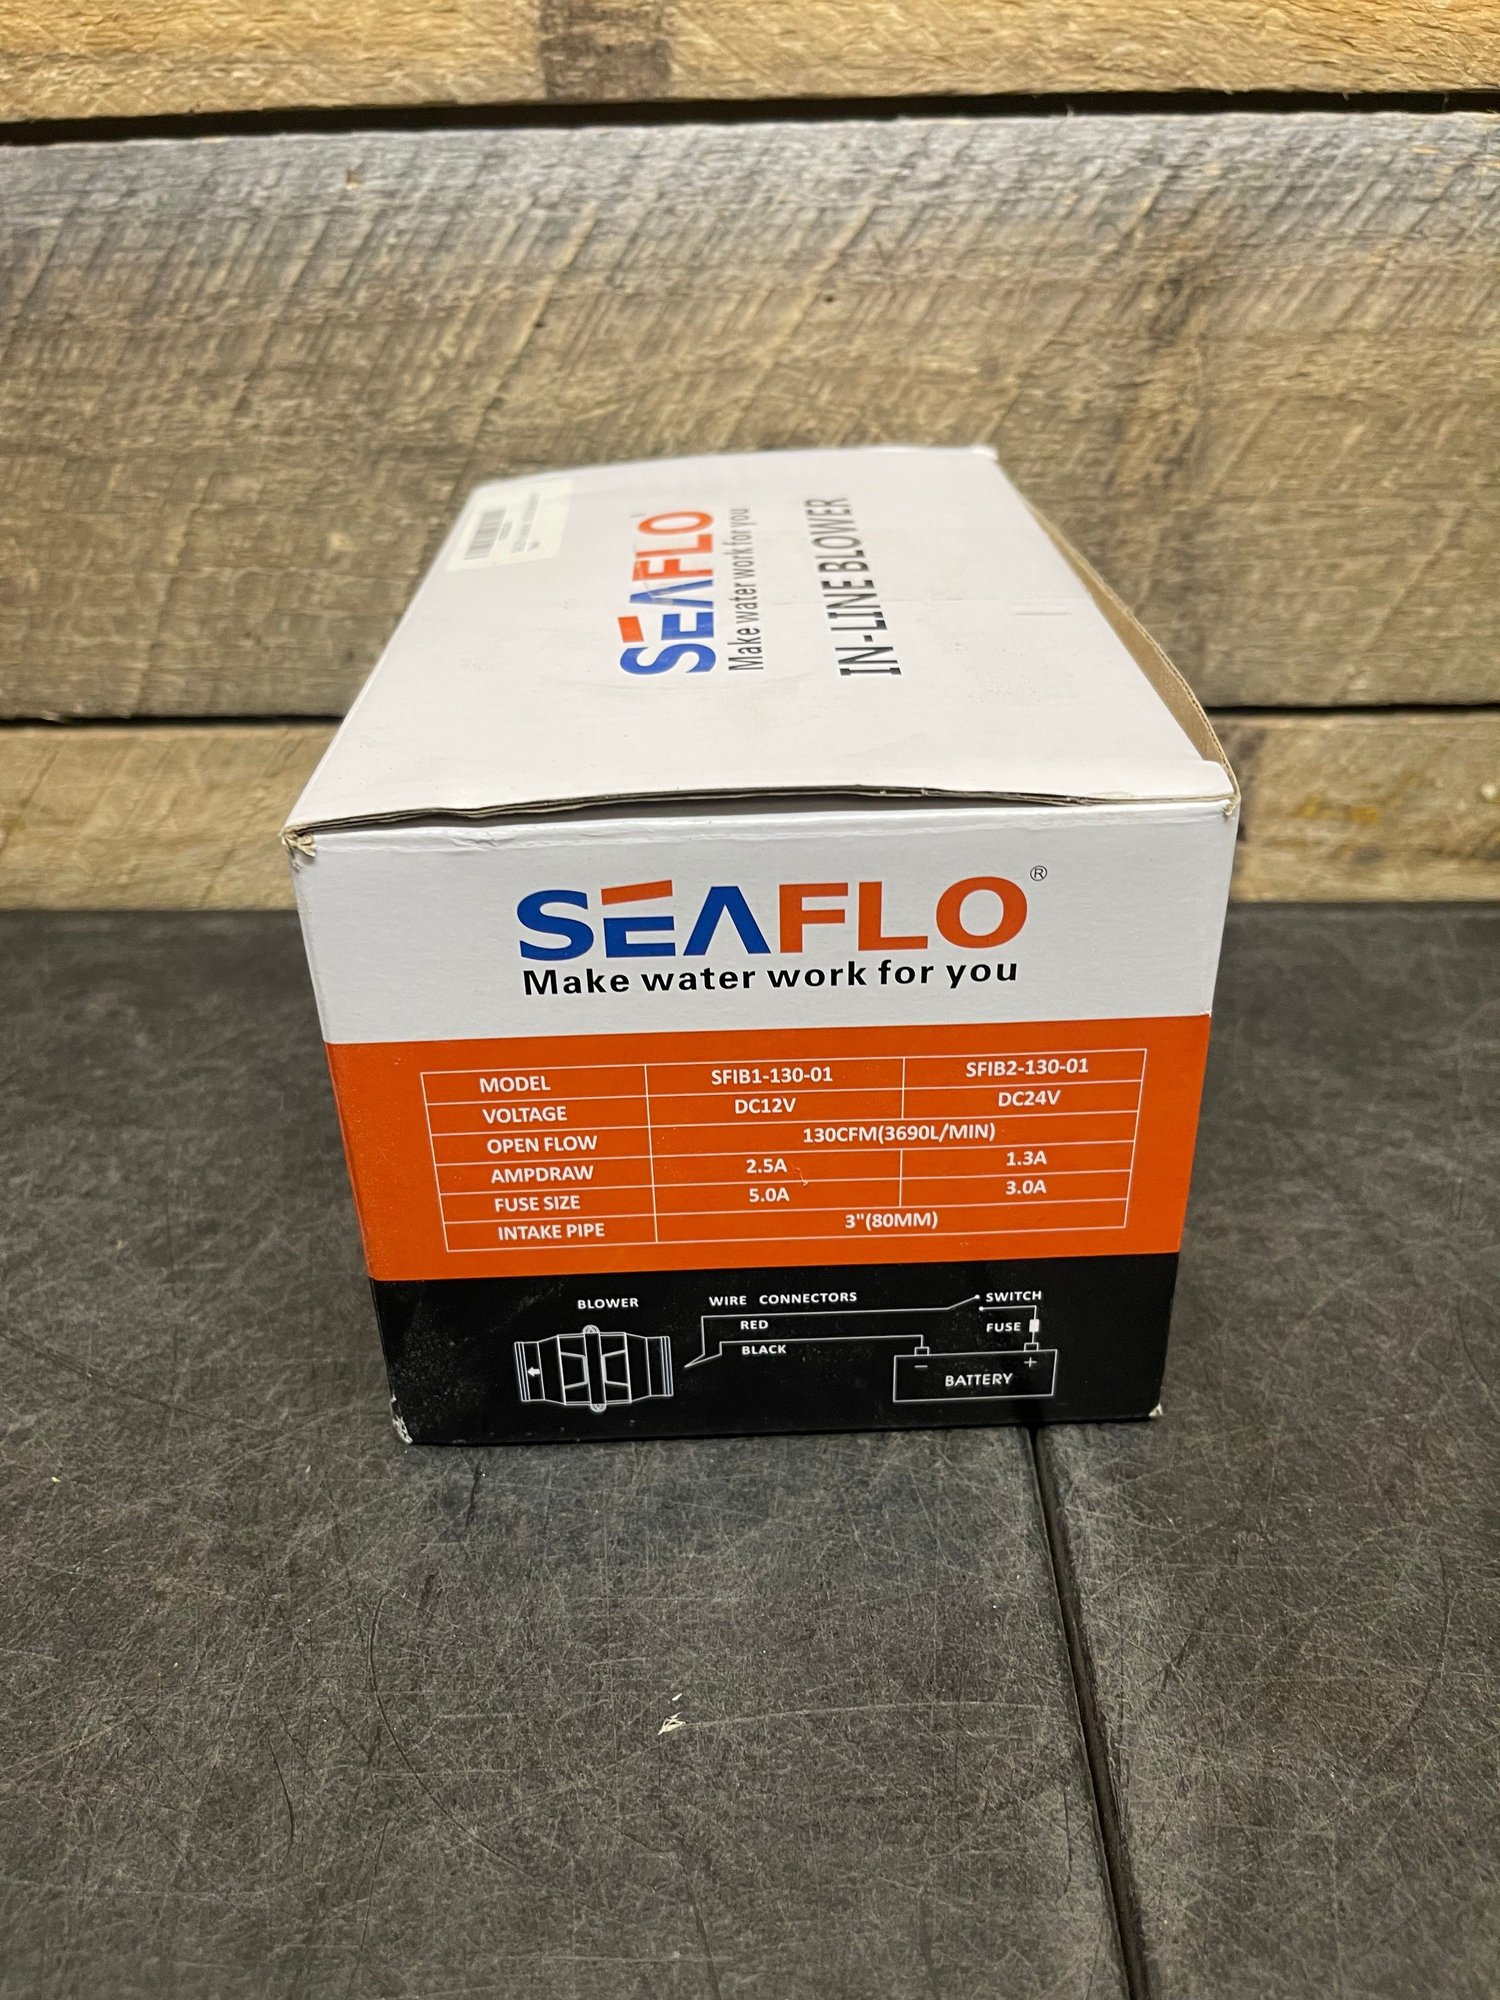 SEAFLO
Make water work for you
IN-LINE BLOWER
SEAFLO®
Make water work for you
MODEL SFIB1-130-01 SFIB2-130-01
VOLTAGE DC12V DC24V
OPEN FLOW 130CFM(3690L/MIN)
AMPDRAW 2.5A 1.3A
FUSE SIZE 5.0A 3.0A
INTAKE PIPE 3"(80MM)
BLOWER WIRE CONNECTORS SWITCH
RED FUSE
BLACK
− +
BATTERY